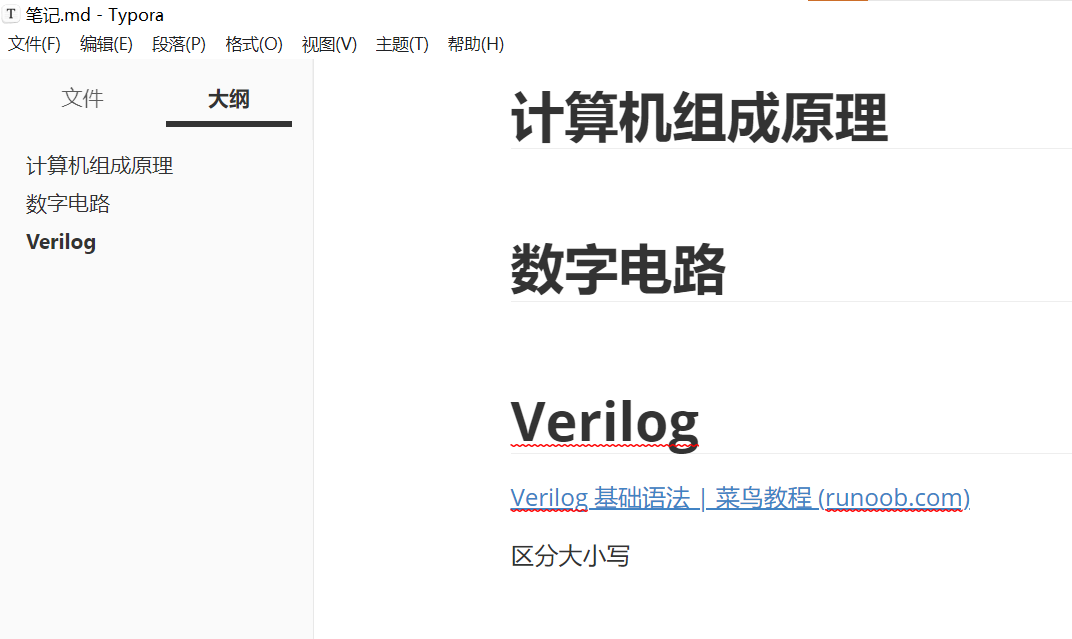 T 笔记.md - Typora
文件(F) 编辑(E) 段落(P) 格式(O) 视图(V) 主题(T) 帮助(H)
文件 大纲
计算机组成原理
数字电路
Verilog
计算机组成原理
数字电路
Verilog
Verilog 基础语法 | 菜鸟教程 (runoob.com)
区分大小写